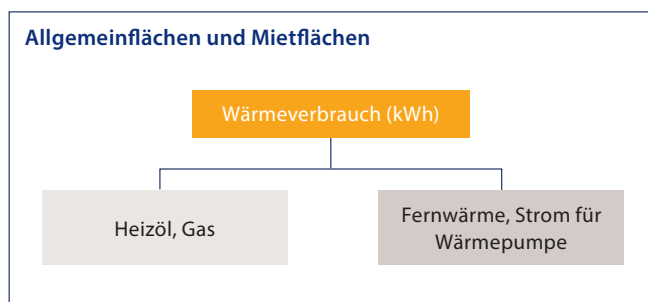 Allgemeinflächen und Mietflächen
Wärmeverbrauch (kWh)
Heizöl, Gas
Fernwärme, Strom für
Wärmepumpe